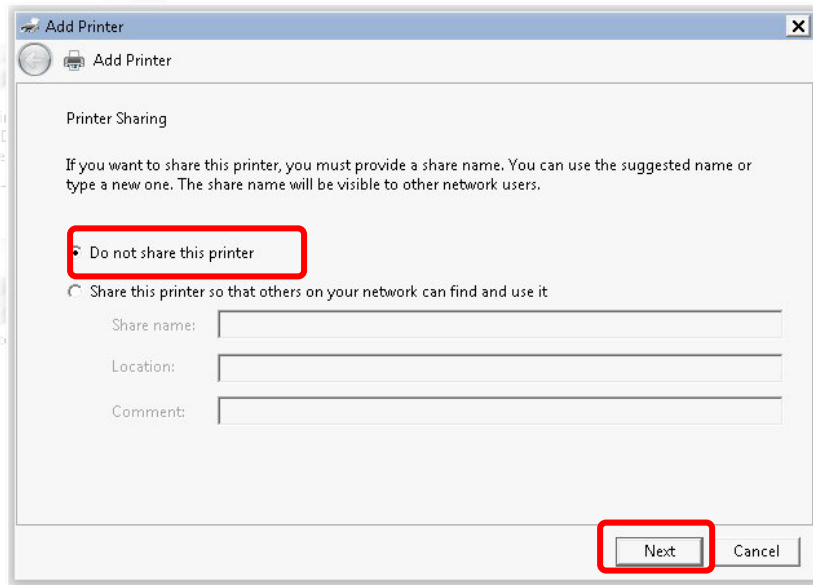 Add Printer
Add Printer
Printer Sharing
If you want to share this printer, you must provide a share name. You can use the suggested name or
type a new one. The share name will be visible to other network users.
Do not share this printer
Share this printer so that others on your network can find and use it
Share name:
Location:
Comment:
Next
Cancel